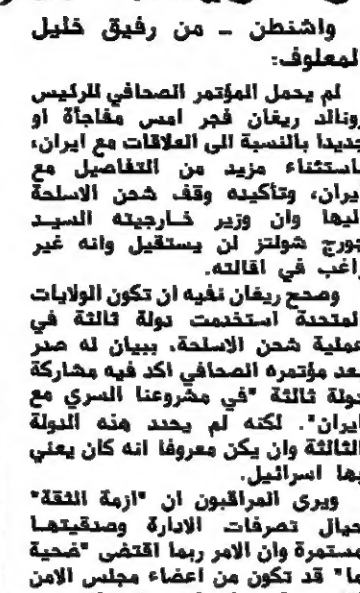 واشنطن – من رفيق خليل
لمعلوف:
لم يحمل المؤتمر الصحافي للرئيس
رونالد ريغان فجر امس مفاجأة او
جديدا بالنسبة الى العلاقات مع ايران،
باستثناء مزيد من التفاصيل مع
يران، وتأكيده وقف شحن الاسلحة
ليها وان وزير خارجيته السيد
جورج شولتز لن يستقيل وانه غير
راغب في اقالته.
وصحح ريغان نفيه ان تكون الولايات
لمتحدة استخدمت دولة ثالثة في
عملية شحن الاسلحة، ببيان له صدر
بعد مؤتمره الصحافي اكد فيه مشاركة
دولة ثالثة "في مشروعنا السري مع
ايران". لكنه لم يحدد هذه الدولة
الثالثة وان يكن معروفا انه كان يعني
بها اسرائيل.
ويرى المراقبون ان "ازمة الثقة"
حيال تصرفات الادارة وصدقيتها
مستمرة وان الامر ربما اقتضى "ضحية
ما" قد تكون من اعضاء مجلس الامن